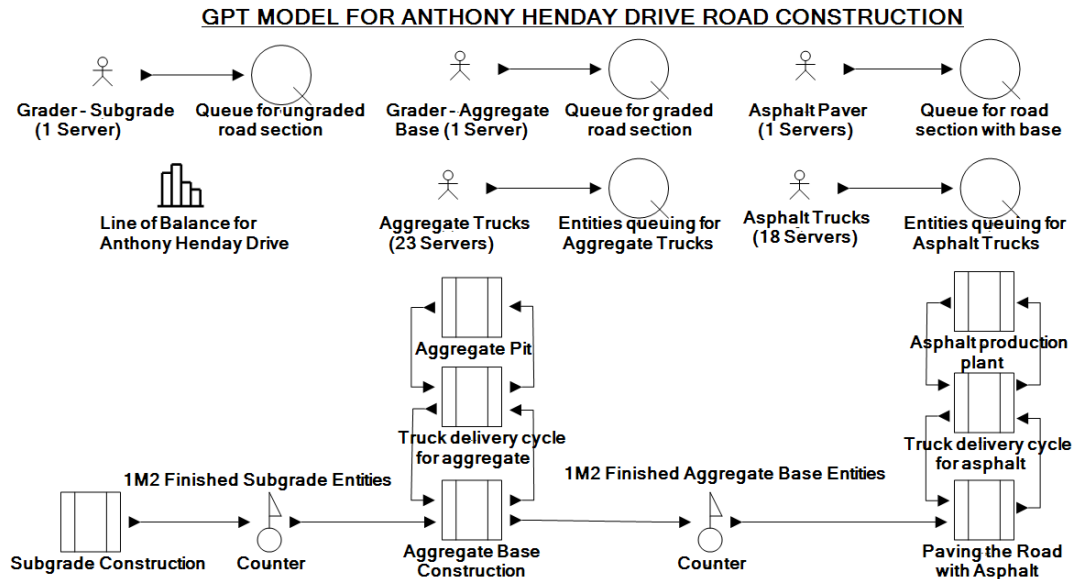 GPT MODEL FOR ANTHONY HENDAY DRIVE ROAD CONSTRUCTION
Grader - Subgrade
(1 Server)
Queue for ungraded
road section
Grader - Aggregate
Base (1 Server)
Queue for graded
road section
Asphalt Paver
(1 Servers)
Queue for road
section with base
Line of Balance for
Anthony Henday Drive
Aggregate Trucks
(23 Servers)
Entities queuing for
Aggregate Trucks
Asphalt Trucks
(18 Servers)
Entities queuing for
Asphalt Trucks
Aggregate Pit
Asphalt production
plant
Truck delivery cycle
for aggregate
Truck delivery cycle
for asphalt
1M2 Finished Subgrade Entities
1M2 Finished Aggregate Base Entities
Subgrade Construction
Counter
Aggregate Base
Construction
Counter
Paving the Road
with Asphalt